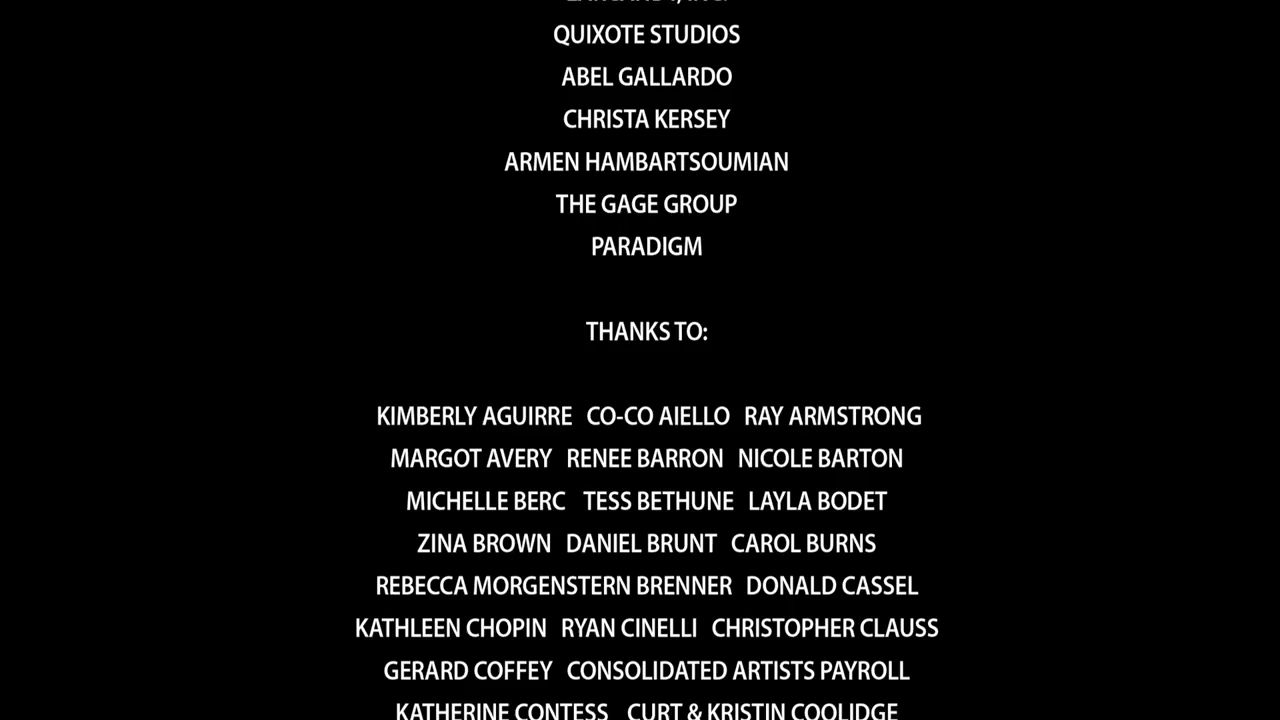 QUIXOTE STUDIOS
ABEL GALLARDO
CHRISTA KERSEY
ARMEN HAMBARTSOUMIAN
THE GAGE GROUP
PARADIGM
THANKS TO:
KIMBERLY AGUIRRE CO-CO AIELLO RAY ARMSTRONG
MARGOT AVERY RENEE BARRON NICOLE BARTON
MICHELLE BERC TESS BETHUNE LAYLA BODET
ZINA BROWN DANIEL BRUNT CAROL BURNS
REBECCA MORGENSTERN BRENNER DONALD CASSEL
KATHLEEN CHOPIN RYAN CINELLI CHRISTOPHER CLAUSS
GERARD COFFEY CONSOLIDATED ARTISTS PAYROLL
KATHERINE CONTESS CURT & KRISTIN COOLIDGE